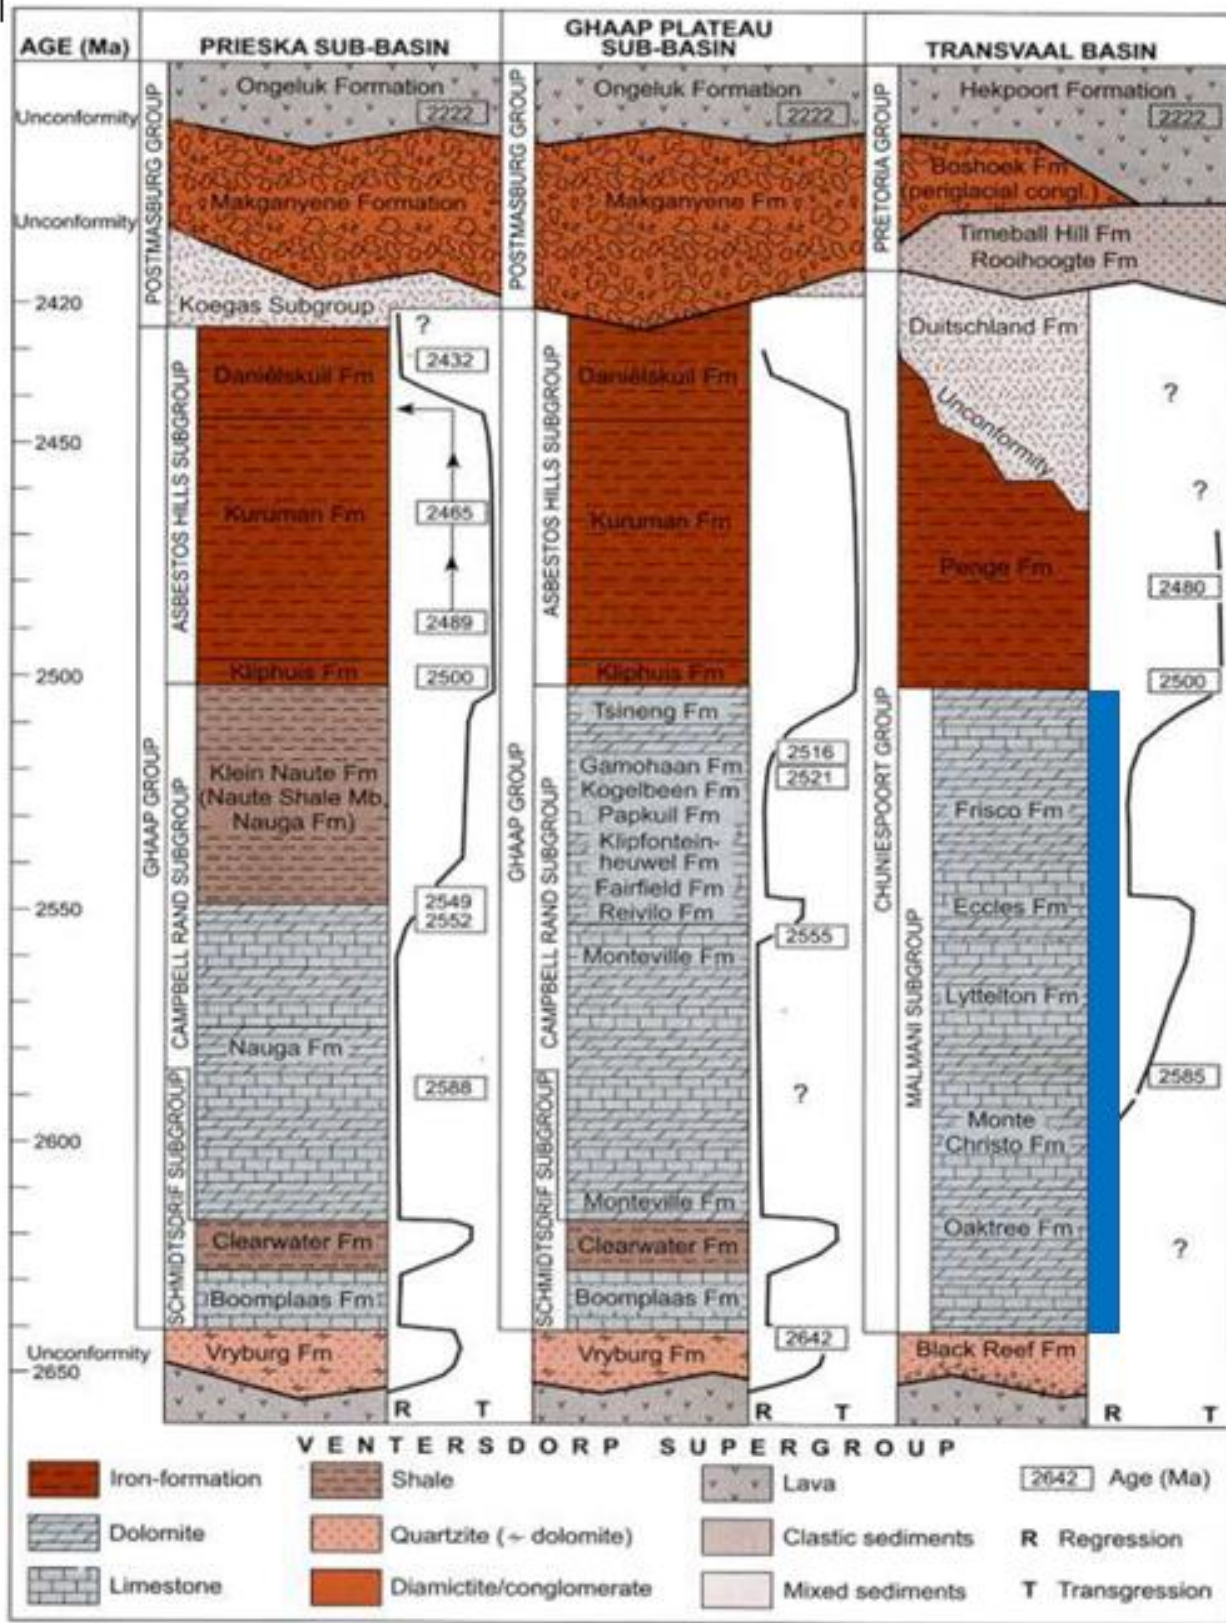 AGE (Ma)
PRIESKA SUB-BASIN
GHAAP PLATEAU
SUB-BASIN
TRANSVAAL BASIN
Unconformity
Unconformity
2420
2450
2500
2550
2600
Unconformity
2650
POSTMASBURG GROUP
GHAAP GROUP
ASBESTOS HILLS SUBGROUP
CAMPBELL RAND SUBGROUP
SCHMIDTSDRIF SUBGROUP
Ongeluk Formation
2222
Makganyene Formation
Koegas Subgroup
?
2432
Daniëlskuil Fm
Kuruman Fm
2465
2489
Kliphuis Fm
2500
Klein Naute Fm
(Naute Shale Mb,
Nauga Fm)
2549
2552
Nauga Fm
2588
Clearwater Fm
Boomplaas Fm
Vryburg Fm
R T
POSTMASBURG GROUP
GHAAP GROUP
ASBESTOS HILLS SUBGROUP
CAMPBELL RAND SUBGROUP
SCHMIDTSDRIF SUBGROUP
Ongeluk Formation
2222
Makganyene Fm
Daniëlskuil Fm
Kuruman Fm
Kliphuis Fm
Tsineng Fm
2516
Gamohaan Fm
2521
Kogelbeen Fm
Papkuil Fm
Klipfontein-
heuwel Fm
Fairfield Fm
Reivilo Fm
2555
Monteville Fm
?
Monteville Fm
Clearwater Fm
Boomplaas Fm
2642
Vryburg Fm
R T
PRETORIA GROUP
CHUNIESPOORT GROUP
MALMANI SUBGROUP
Hekpoort Formation
2222
Boshoek Fm
(periglacial congl.)
Timeball Hill Fm
Rooihoogte Fm
Duitschland Fm
?
Unconformity
?
Penge Fm
2480
2500
Frisco Fm
Eccles Fm
Lyttelton Fm
2585
Monte
Christo Fm
Oaktree Fm
?
Black Reef Fm
R T
VENTERSDORP SUPERGROUP
Iron-formation
Shale
Lava
2642 Age (Ma)
Dolomite
Quartzite (~ dolomite)
Clastic sediments
R Regression
Limestone
Diamictite/conglomerate
Mixed sediments
T Transgression